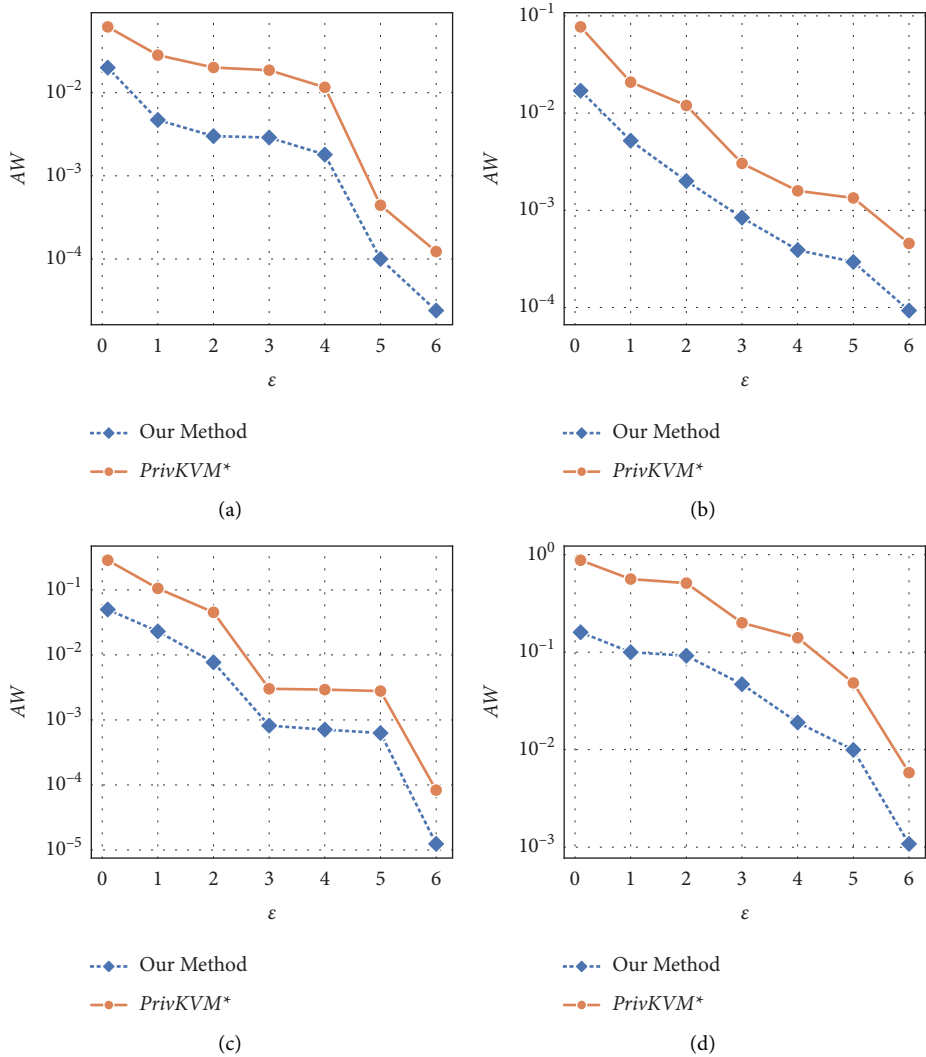 10⁻²
10⁻³
10⁻⁴
AW
0 1 2 3 4 5 6
ε
Our Method
PrivKVM*
(a)
10⁻¹
10⁻²
10⁻³
10⁻⁴
AW
0 1 2 3 4 5 6
ε
Our Method
PrivKVM*
(b)
10⁻¹
10⁻²
10⁻³
10⁻⁴
10⁻⁵
AW
0 1 2 3 4 5 6
ε
Our Method
PrivKVM*
(c)
10⁰
10⁻¹
10⁻²
10⁻³
AW
0 1 2 3 4 5 6
ε
Our Method
PrivKVM*
(d)